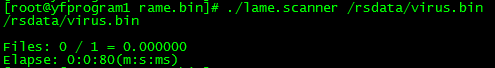 [root@yfprogram1 rame.bin]# ./lame.scanner /rsdata/virus.bin
/rsdata/virus.bin
Files: 0 / 1 = 0.000000
Elapse: 0:0:80(m:s:ms)